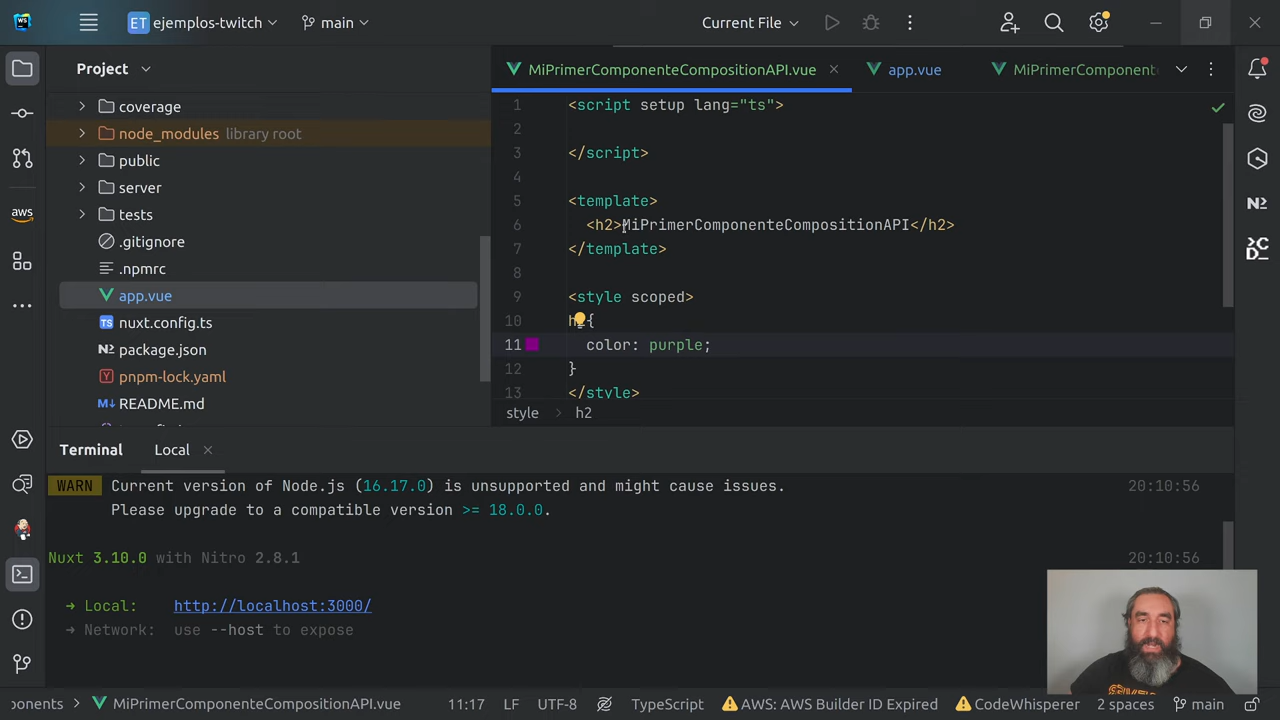 WS
ET ejemplos-twitch
main
Current File
Project
coverage
node_modules library root
public
server
tests
.gitignore
.npmrc
app.vue
TS nuxt.config.ts
package.json
pnpm-lock.yaml
README.md
aws
MiPrimerComponenteCompositionAPI.vue
app.vue
MiPrimerComponent
1 <script setup lang="ts">
2
3 </script>
4
5 <template>
6 <h2>MiPrimerComponenteCompositionAPI</h2>
7 </template>
8
9 <style scoped>
10 h2{
11 color: purple;
12 }
13 </style>
style > h2
Terminal
Local
WARN Current version of Node.js (16.17.0) is unsupported and might cause issues. 20:10:56
Please upgrade to a compatible version >= 18.0.0.
Nuxt 3.10.0 with Nitro 2.8.1 20:10:56
→ Local: http://localhost:3000/
→ Network: use --host to expose
ponents > MiPrimerComponenteCompositionAPI.vue
11:17
LF
UTF-8
TypeScript
AWS: AWS Builder ID Expired
CodeWhisperer
2 spaces
main